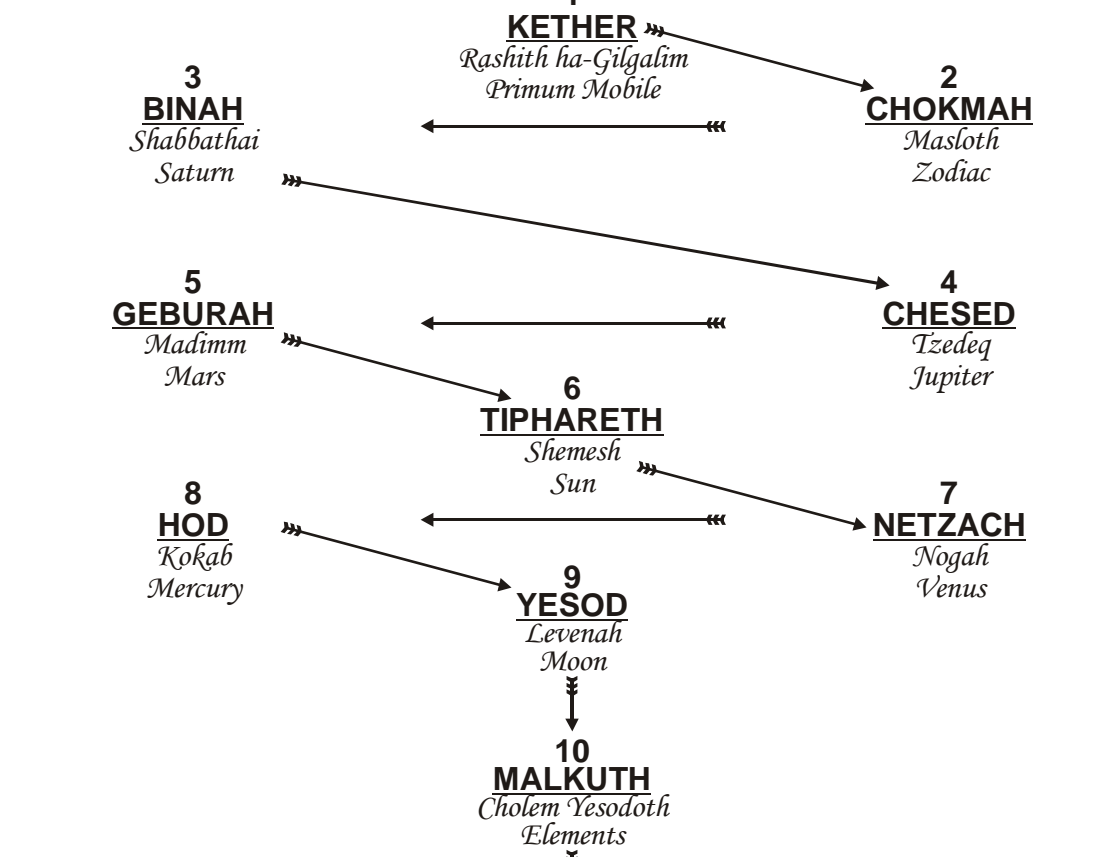 KETHER
Rashith ha-Gilgalim
Primum Mobile
2
CHOKMAH
Masloth
Zodiac
3
BINAH
Shabbathai
Saturn
4
CHESED
Tzedeq
Jupiter
5
GEBURAH
Madimm
Mars
6
TIPHARETH
Shemesh
Sun
7
NETZACH
Nogah
Venus
8
HOD
Kokab
Mercury
9
YESOD
Levenah
Moon
10
MALKUTH
Cholem Yesodoth
Elements